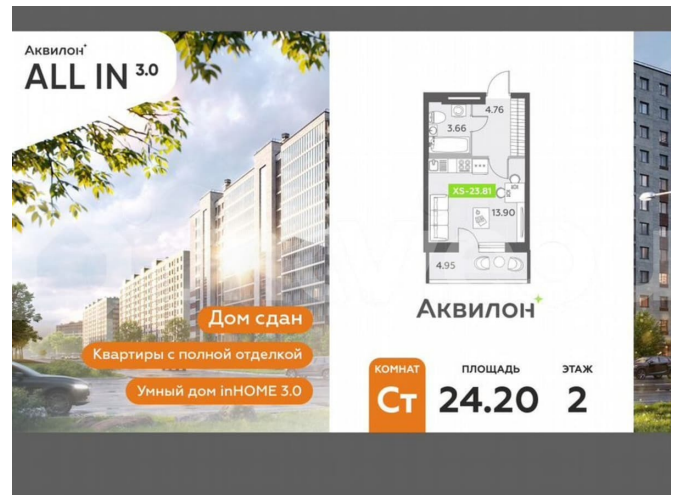 Аквилон
ALL IN 3.0
4.76
3.66
XS-23.81
13.90
4.95
Аквилон+
Дом сдан
Квартиры с полной отделкой
Умный дом inHOME 3.0
КОМНАТ
ПЛОЩАДЬ
ЭТАЖ
Ст
24.20
2